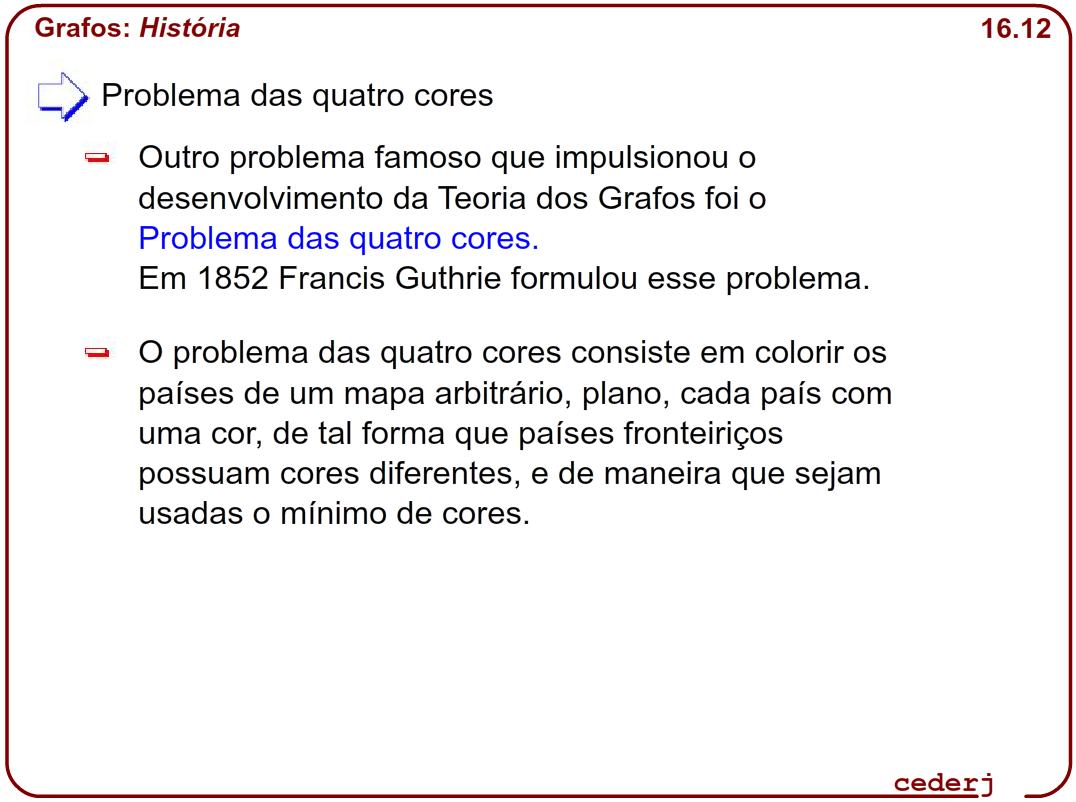 Grafos: História
16.12
Problema das quatro cores
Outro problema famoso que impulsionou o
desenvolvimento da Teoria dos Grafos foi o
Problema das quatro cores.
Em 1852 Francis Guthrie formulou esse problema.
O problema das quatro cores consiste em colorir os
países de um mapa arbitrário, plano, cada país com
uma cor, de tal forma que países fronteiriços
possuam cores diferentes, e de maneira que sejam
usadas o mínimo de cores.
cederj